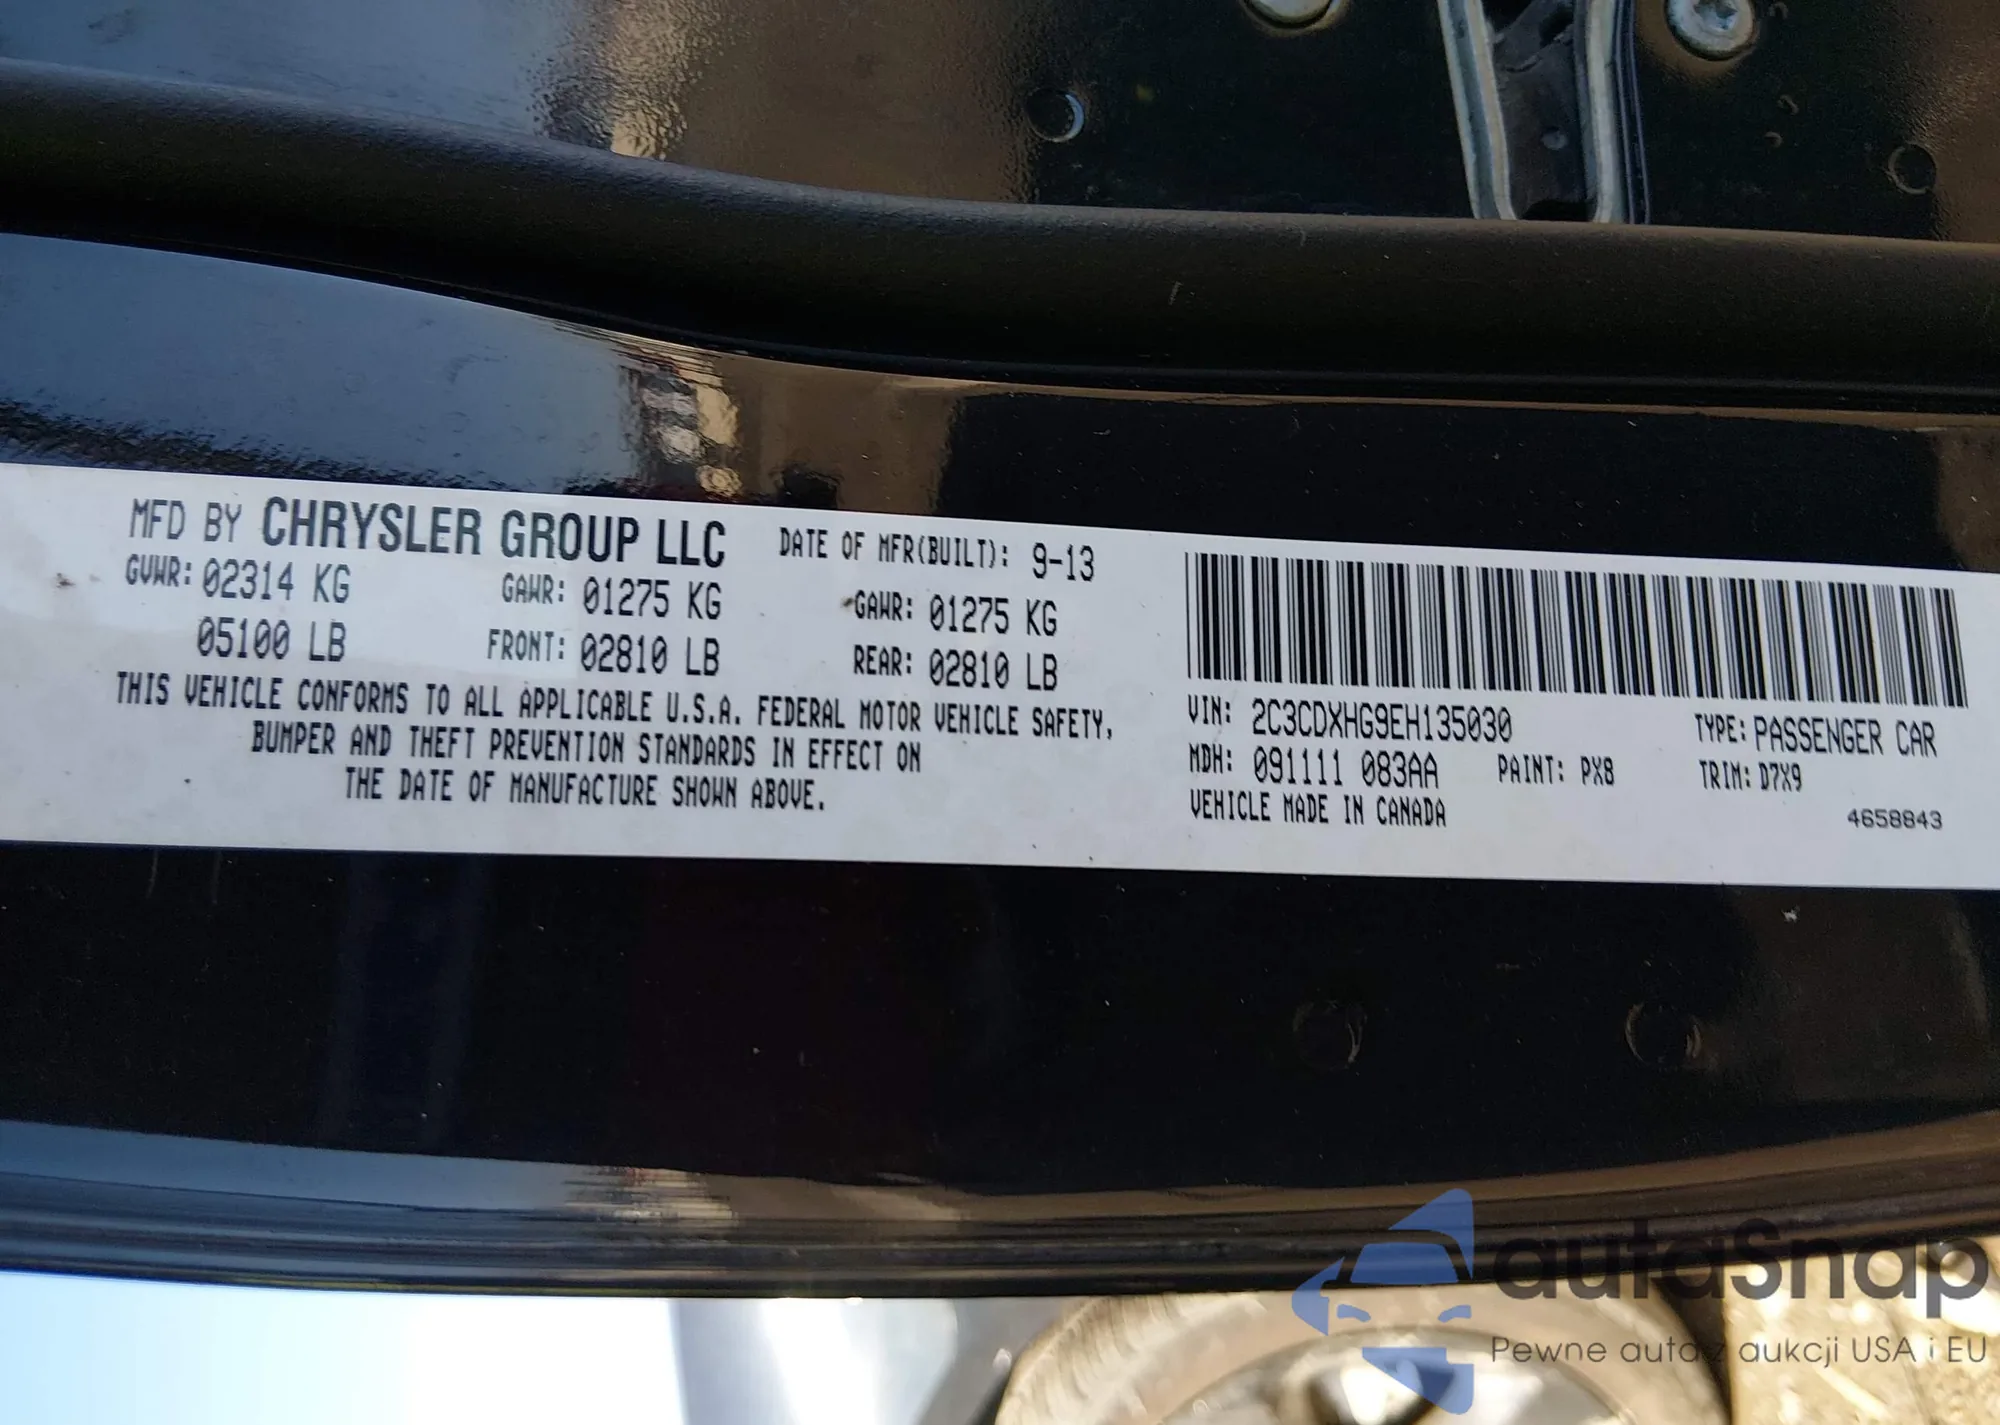 MFD BY CHRYSLER GROUP LLC DATE OF MFR(BUILT): 9-13
GVWR: 02314 KG GAWR: 01275 KG GAWR: 01275 KG
05100 LB FRONT: 02810 LB REAR: 02810 LB
THIS VEHICLE CONFORMS TO ALL APPLICABLE U.S.A. FEDERAL MOTOR VEHICLE SAFETY,
BUMPER AND THEFT PREVENTION STANDARDS IN EFFECT ON
THE DATE OF MANUFACTURE SHOWN ABOVE.
VIN: 2C3CDXHG9EH135030 TYPE: PASSENGER CAR
MDH: 091111 083AA PAINT: PX8 TRIM: D7X9
VEHICLE MADE IN CANADA
4658843
autaSnap
Pewne auta z aukcji USA i EU